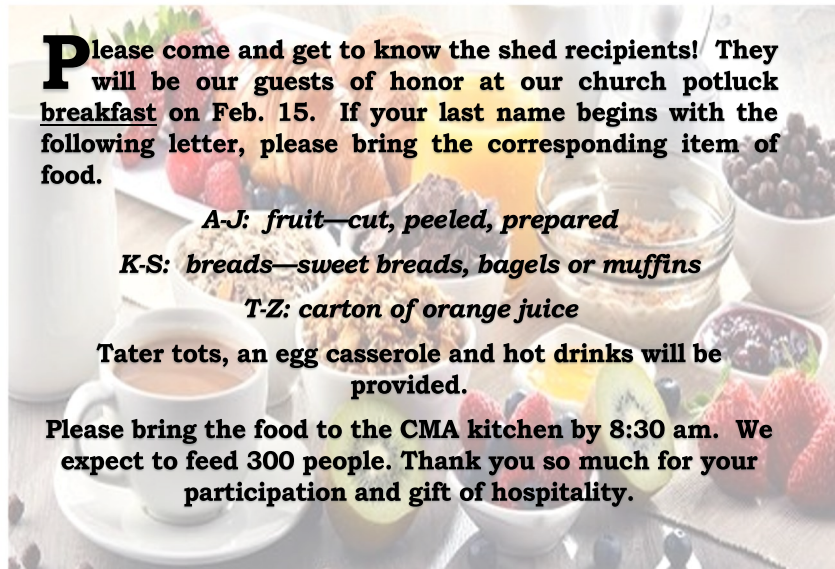 Please come and get to know the shed recipients!  They
will be our guests of honor at our church potluck
breakfast on Feb. 15.  If your last name begins with the
following letter, please bring the corresponding item of
food.
A-J:  fruit—cut, peeled, prepared
K-S:  breads—sweet breads, bagels or muffins
T-Z: carton of orange juice
Tater tots, an egg casserole and hot drinks will be
provided.
Please bring the food to the CMA kitchen by 8:30 am.  We
expect to feed 300 people. Thank you so much for your
participation and gift of hospitality.